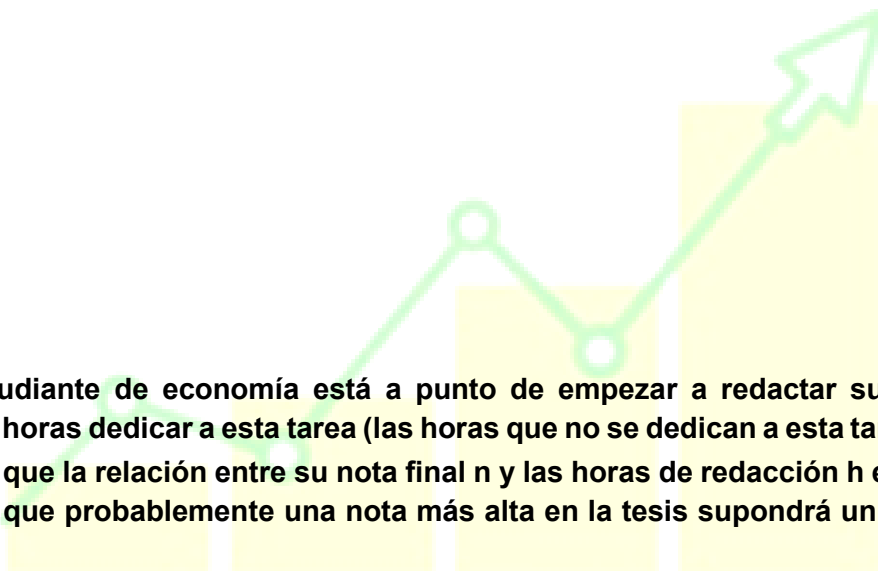 udiante de economía está a punto de empezar a redactar su
horas dedicar a esta tarea (las horas que no se dedican a esta ta
que la relación entre su nota final n y las horas de redacción h e
que probablemente una nota más alta en la tesis supondrá un